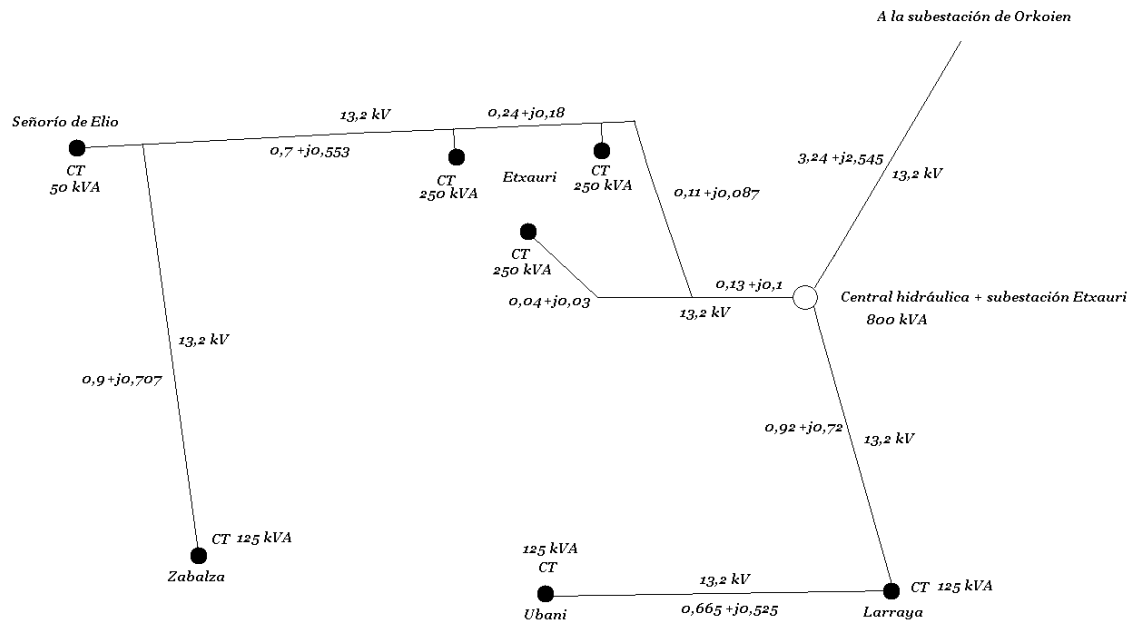 A la subestación de Orkoien
13,2 kV
0,24+j0,18
Señorío de Elio
0,7 +j0,553
3,24 +j2,545
13,2 kV
CT
50 kVA
CT
250 kVA
Etxauri
CT
250 kVA
0,11+j0,087
CT
250 kVA
0,04+j0,03
0,13 +j0,1
13,2 kV
Central hidráulica + subestación Etxauri
800 kVA
13,2 kV
0,9 +j0,707
0,92 +j0,72
13,2 kV
CT 125 kVA
Zabalza
125 kVA
CT
Ubani
13,2 kV
0,665 +j0,525
CT 125 kVA
Larraya